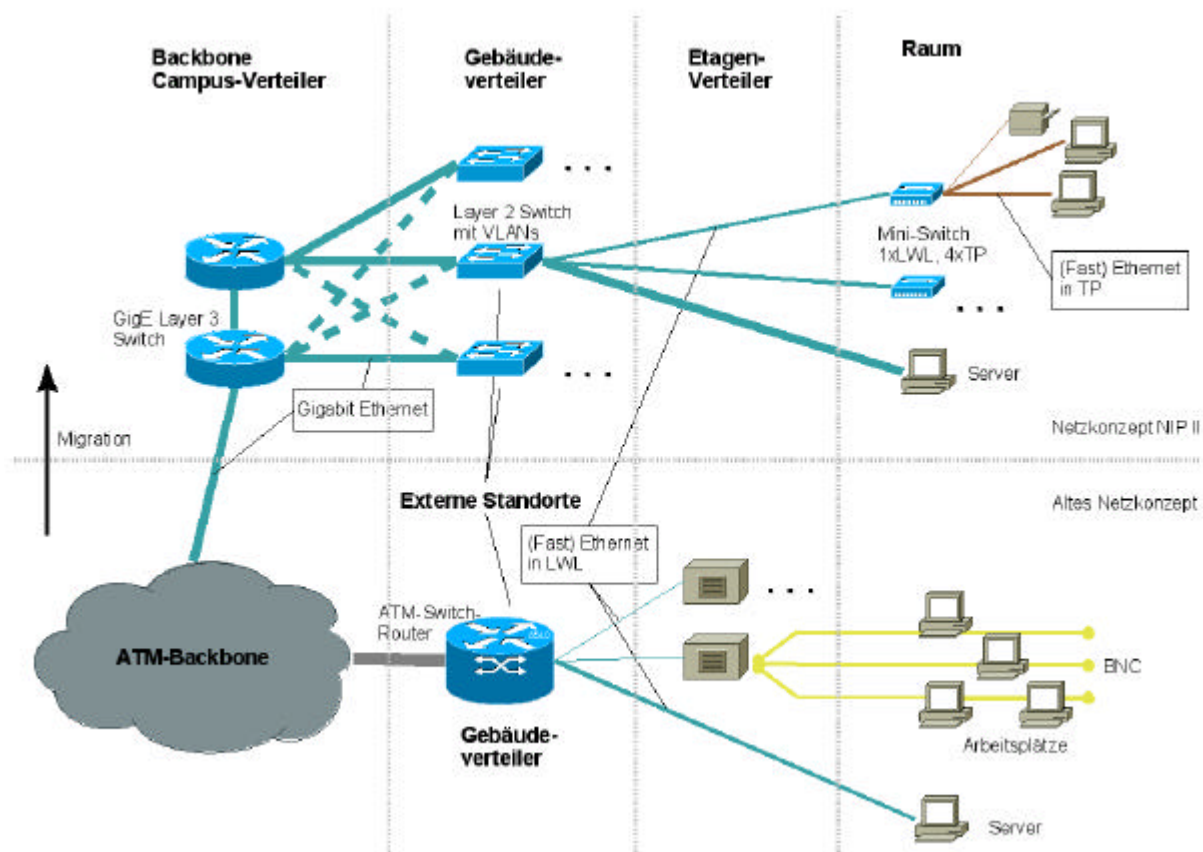 Backbone
Campus-Verteiler
Gebäude-
verteiler
Etagen-
Verteiler
Raum
Layer 2 Switch
mit VLANs
Mini-Switch
1xLWL, 4xTP
(Fast) Ethernet
in TP
GigE Layer 3
Switch
Gigabit Ethernet
Server
Migration
Netzkonzept NIP II
Externe Standorte
Altes Netzkonzept
(Fast) Ethernet
in LWL
ATM-Switch-
Router
ATM-Backbone
BNC
Gebäude-
verteiler
Arbeitsplätze
Server